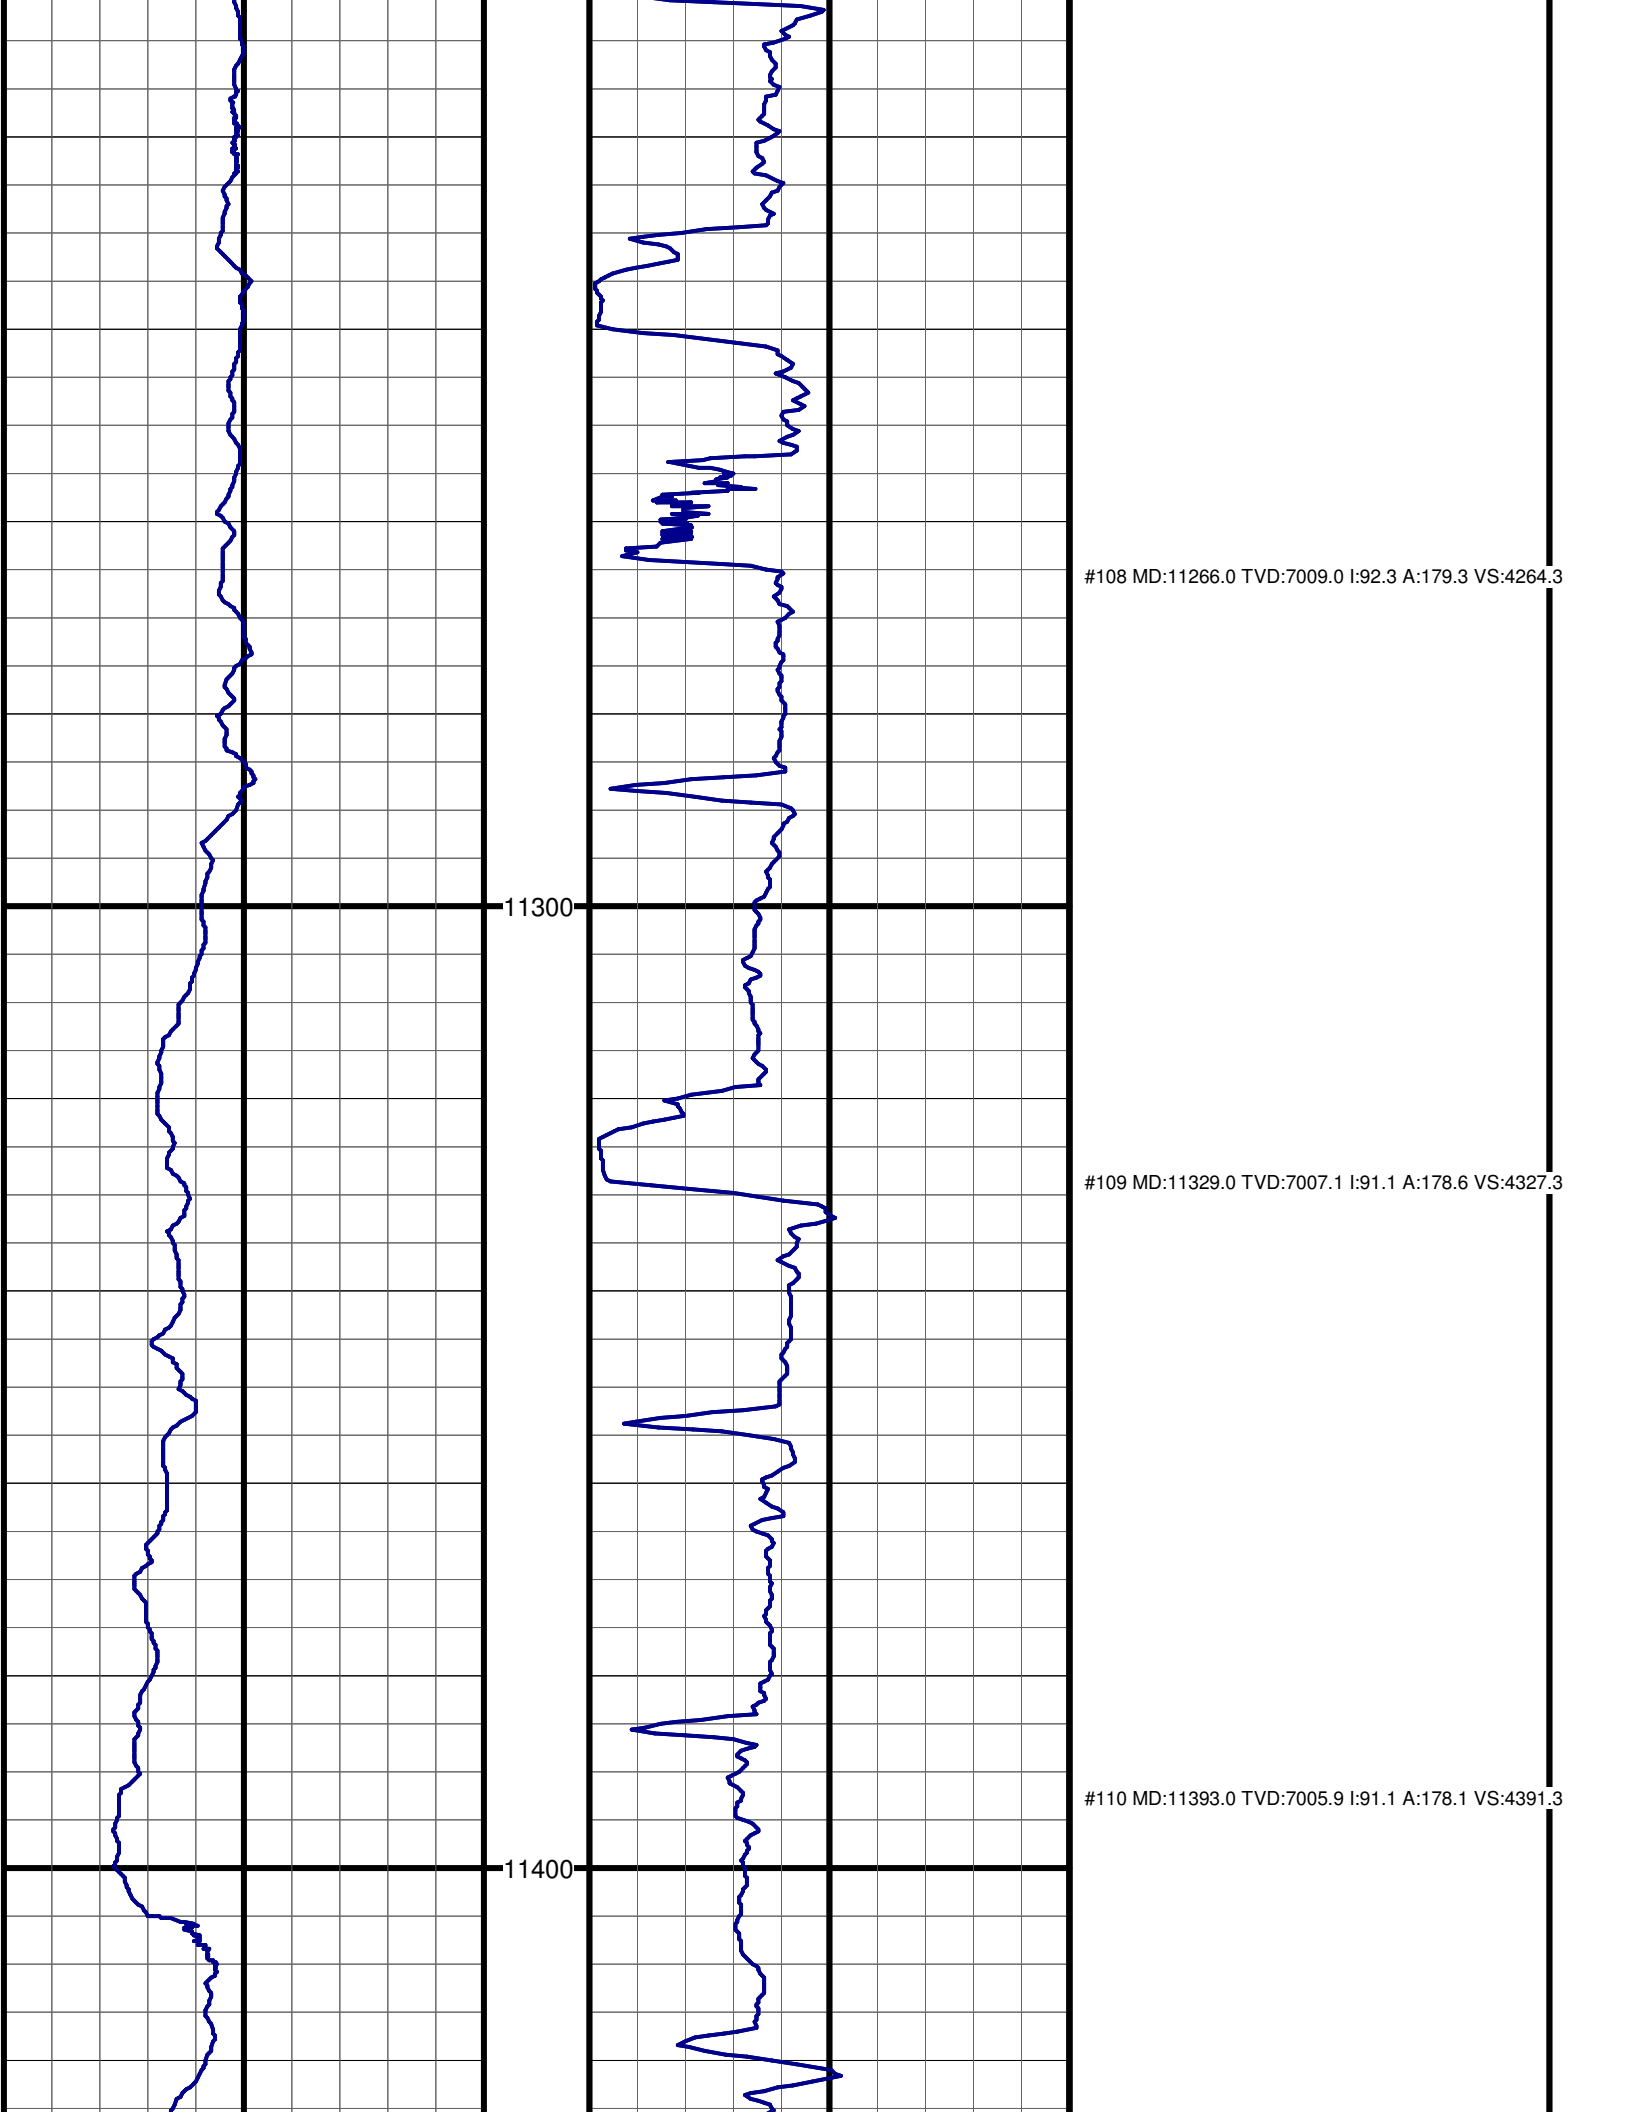 #108 MD:11266.0 TVD:7009.0 I:92.3 A:179.3 VS:4264.3
11300
#109 MD:11329.0 TVD:7007.1 I:91.1 A:178.6 VS:4327.3
#110 MD:11393.0 TVD:7005.9 I:91.1 A:178.1 VS:4391.3
11400